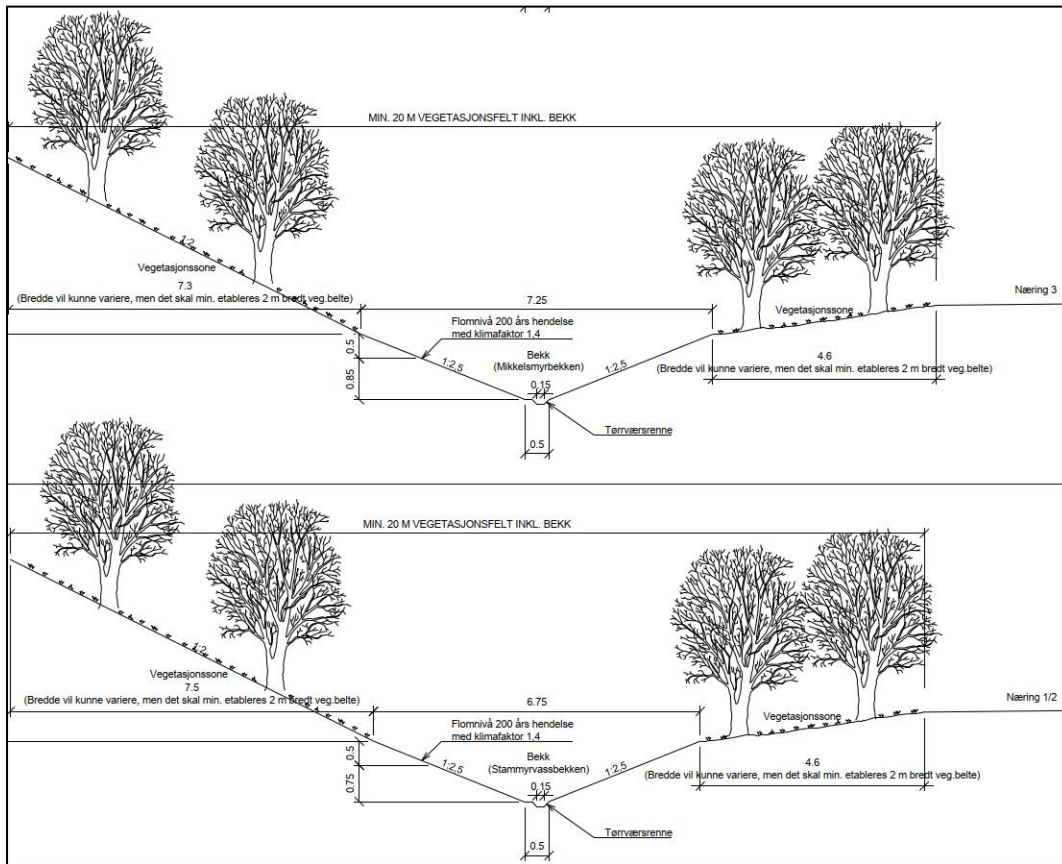 MIN. 20 M VEGETASJONSFELT INKL. BEKK
1:2
Vegetasjonssone
7.3
(Bredde vil kunne variere, men det skal min. etableres 2 m bredt veg.belte)
7.25
Flomnivå 200 års hendelse
med klimafaktor 1,4
0.5
0.85
1:2,5
Bekk
(Mikkelsmyrbekken)
1:2,5
0.15
Tørrværsrenne
0.5
Vegetasjonssone
Næring 3
4.6
(Bredde vil kunne variere, men det skal min. etableres 2 m bredt veg.belte)
MIN. 20 M VEGETASJONSFELT INKL. BEKK
1:2
Vegetasjonssone
7.5
(Bredde vil kunne variere, men det skal min. etableres 2 m bredt veg.belte)
6.75
Flomnivå 200 års hendelse
med klimafaktor 1,4
0.5
0.75
1:2,5
Bekk
(Stammyrvassbekken)
1:2,5
0.15
Tørrværsrenne
0.5
Vegetasjonssone
Næring 1/2
4.6
(Bredde vil kunne variere, men det skal min. etableres 2 m bredt veg.belte)